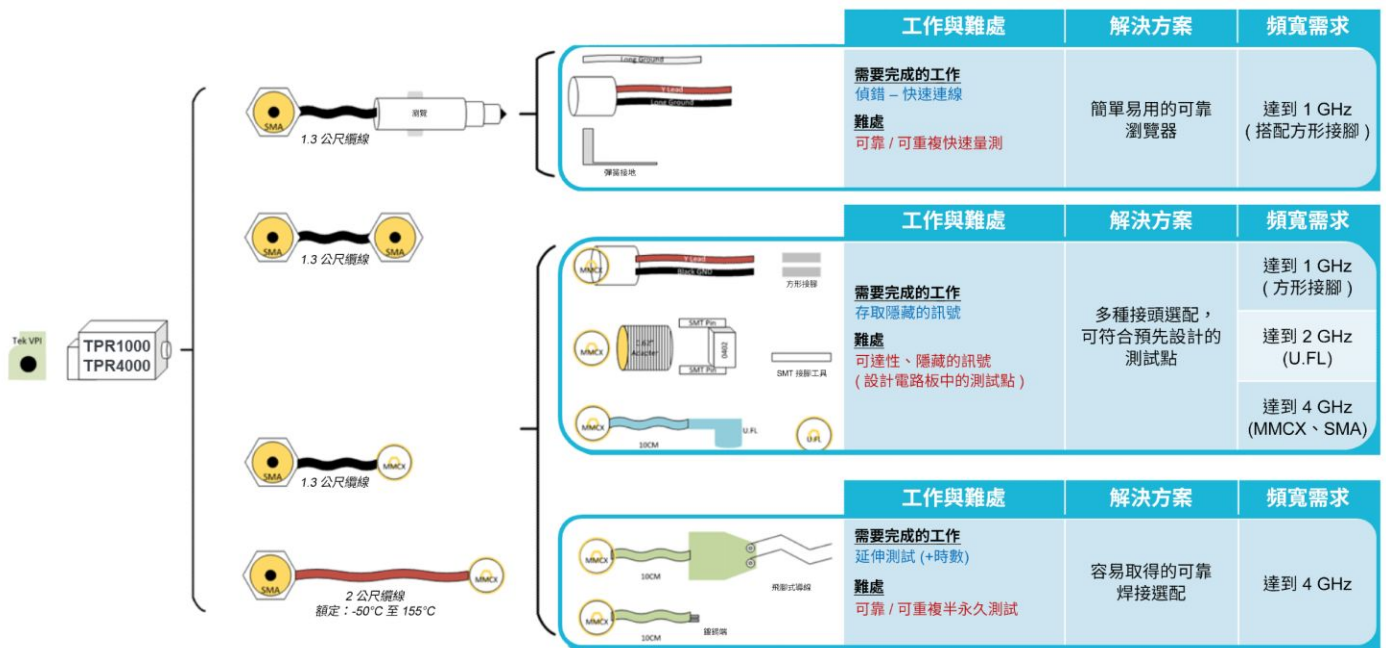 Tek VPI
TPR1000
TPR4000
SMA
瀏覽
1.3 公尺纜線
SMA
SMA
1.3 公尺纜線
SMA
MMCX
1.3 公尺纜線
SMA
MMCX
2 公尺纜線
額定：-50°C 至 155°C
工作與難處
解決方案
頻寬需求
Long Ground
Y Lead
Long Ground
彈簧接地
需要完成的工作
偵錯 – 快速連線
難處
可靠 / 可重複快速量測
簡單易用的可靠
瀏覽器
達到 1 GHz
( 搭配方形接腳 )
工作與難處
解決方案
頻寬需求
MMCX
Y Lead
Black GND
方形接腳
MMCX
Adapter
SMT Pin
0402
SMT Pin
SMT 接腳工具
MMCX
10CM
U.FL
U.FL
需要完成的工作
存取隱藏的訊號
難處
可達性、隱藏的訊號
( 設計電路板中的測試點 )
多種接頭選配，
可符合預先設計的
測試點
達到 1 GHz
( 方形接腳 )
達到 2 GHz
(U.FL)
達到 4 GHz
(MMCX、SMA)
工作與難處
解決方案
頻寬需求
MMCX
10CM
飛腳式導線
MMCX
10CM
需要完成的工作
延伸測試 (+時數)
難處
可靠 / 可重複半永久測試
容易取得的可靠
焊接選配
達到 4 GHz